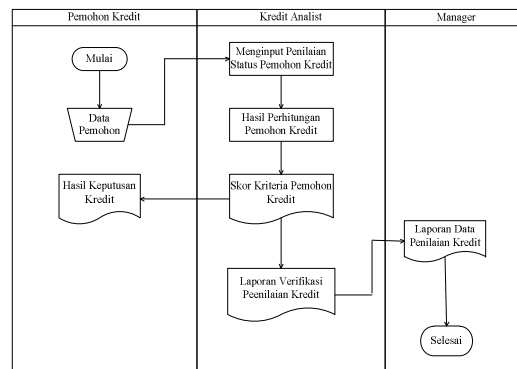 Pemohon Kredit
Kredit Analist
Manager
Mulai
Menginput Penilaian
Status Pemohon Kredit
Data
Pemohon
Hasil Perhitungan
Pemohon Kredit
Hasil Keputusan
Kredit
Skor Kriteria Pemohon
Kredit
Laporan Data
Penilaian Kredit
Laporan Verifikasi
Peenilaian Kredit
Selesai